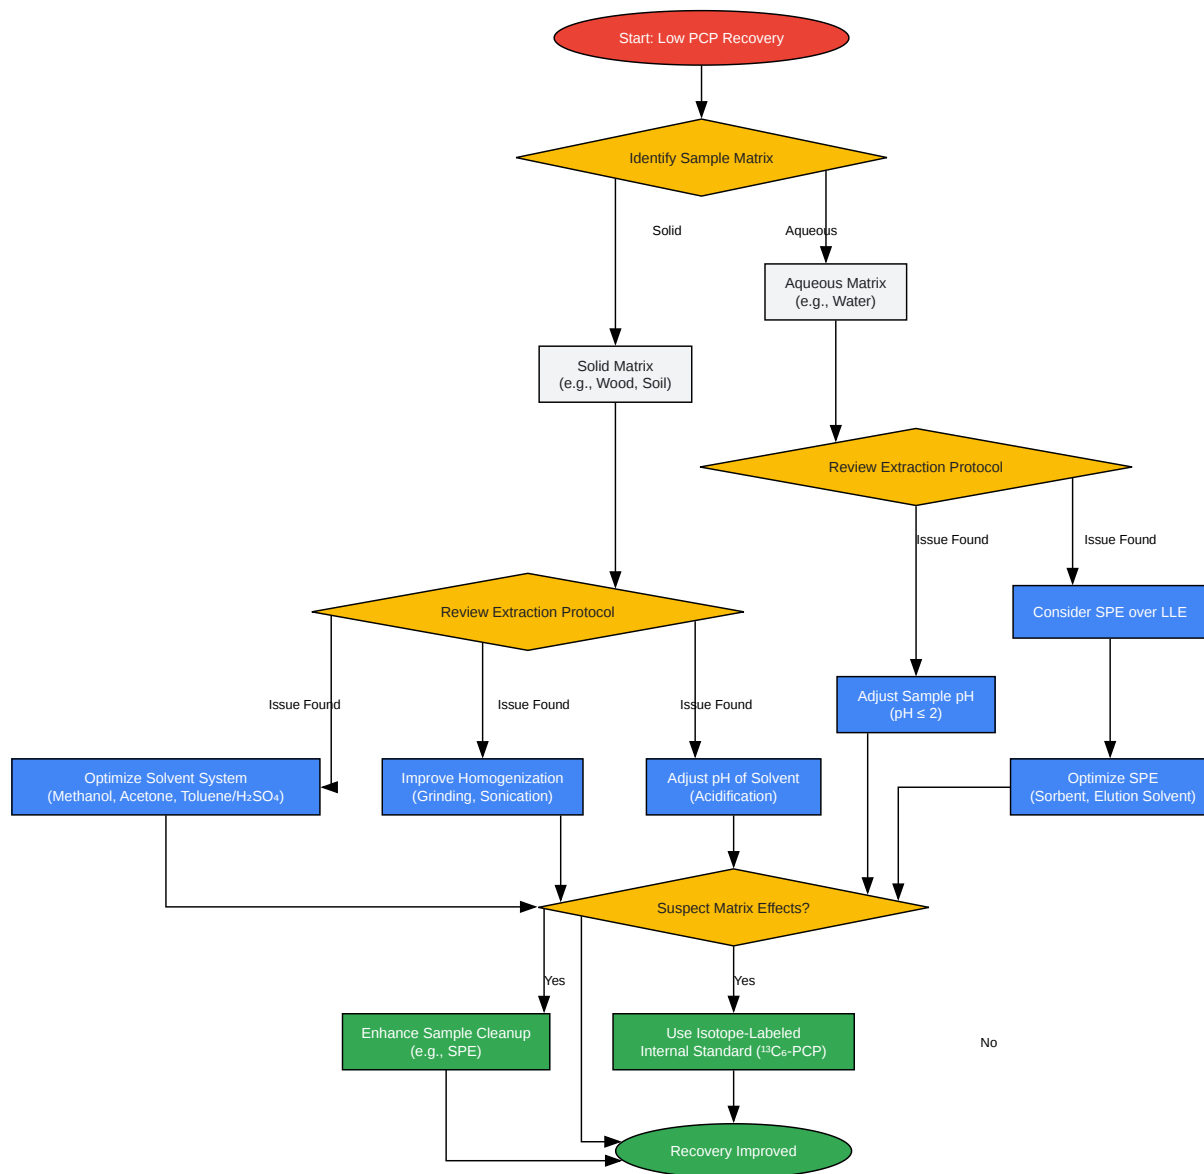 Start: Low PCP Recovery
Identify Sample Matrix
Solid
Aqueous
Aqueous Matrix
(e.g., Water)
Solid Matrix
(e.g., Wood, Soil)
Review Extraction Protocol
Issue Found
Issue Found
Review Extraction Protocol
Consider SPE over LLE
Issue Found
Issue Found
Issue Found
Adjust Sample pH
(pH ≤ 2)
Optimize Solvent System
(Methanol, Acetone, Toluene/H₂SO₄)
Improve Homogenization
(Grinding, Sonication)
Adjust pH of Solvent
(Acidification)
Optimize SPE
(Sorbent, Elution Solvent)
Suspect Matrix Effects?
Yes
Yes
Enhance Sample Cleanup
(e.g., SPE)
Use Isotope-Labeled
Internal Standard (¹³C₆-PCP)
No
Recovery Improved